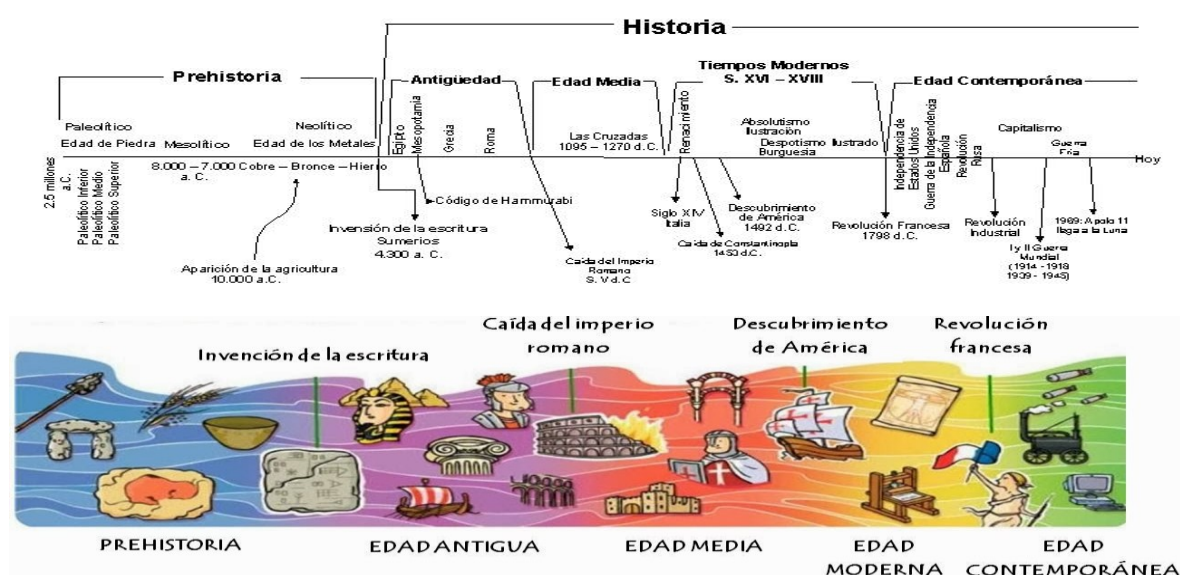 Historia
Prehistoria
Antigüedad
Edad Media
Tiempos Modernos
S. XVI – XVIII
Edad Contemporánea
Paleolítico
Edad de Piedra
Mesolítico
Neolítico
Edad de los Metales
Egipto
Mesopotamia
Grecia
Roma
Las Cruzadas
1095 – 1270 d.C.
Renacimiento
Absolutismo
Ilustración
Despotismo Ilustrado
Burguesía
Independencia de
Estados Unidos
Guerra de la Independencia
Española
Revolución
Rusa
Capitalismo
Guerra
Fría
Hoy
2.5 millones
a.C.
Paleolítico Inferior
Paleolítico Medio
Paleolítico Superior
8.000 – 7.000
a. C.
Cobre – Bronce – Hierro
Aparición de la agricultura
10.000 a.C.
Código de Hammurabi
Invensión de la escritura
Sumerios
4.300 a. C.
Caída del Imperio
Romano
S. V d.C
Siglo XIV
Italia
Caída de Constantinopla
1453 d.C.
Descubrimiento
de América
1492 d.C.
Revolución Francesa
1798 d.C.
Revolución
Industrial
I y II Guerra
Mundial
(1914 -1918
1939 - 1945)
1969: Apolo 11
llega a la Luna
Invención de la escritura
Caída del imperio
romano
Descubrimiento
de América
Revolución
francesa
PREHISTORIA
EDAD ANTIGUA
EDAD MEDIA
EDAD
MODERNA
EDAD
CONTEMPORÁNEA